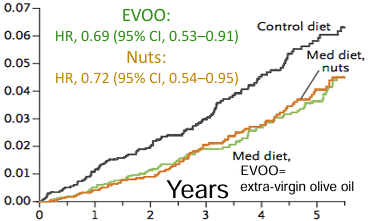 0.07
EVOO:
HR, 0.69 (95% CI, 0.53–0.91)
Nuts:
HR, 0.72 (95% CI, 0.54–0.95)
Control diet
Med diet,
nuts
Med diet,
EVOO=
extra-virgin olive oil
0.06
0.05
0.04
0.03
0.02
0.01
0.00
0
1
2
3
4
5
Years